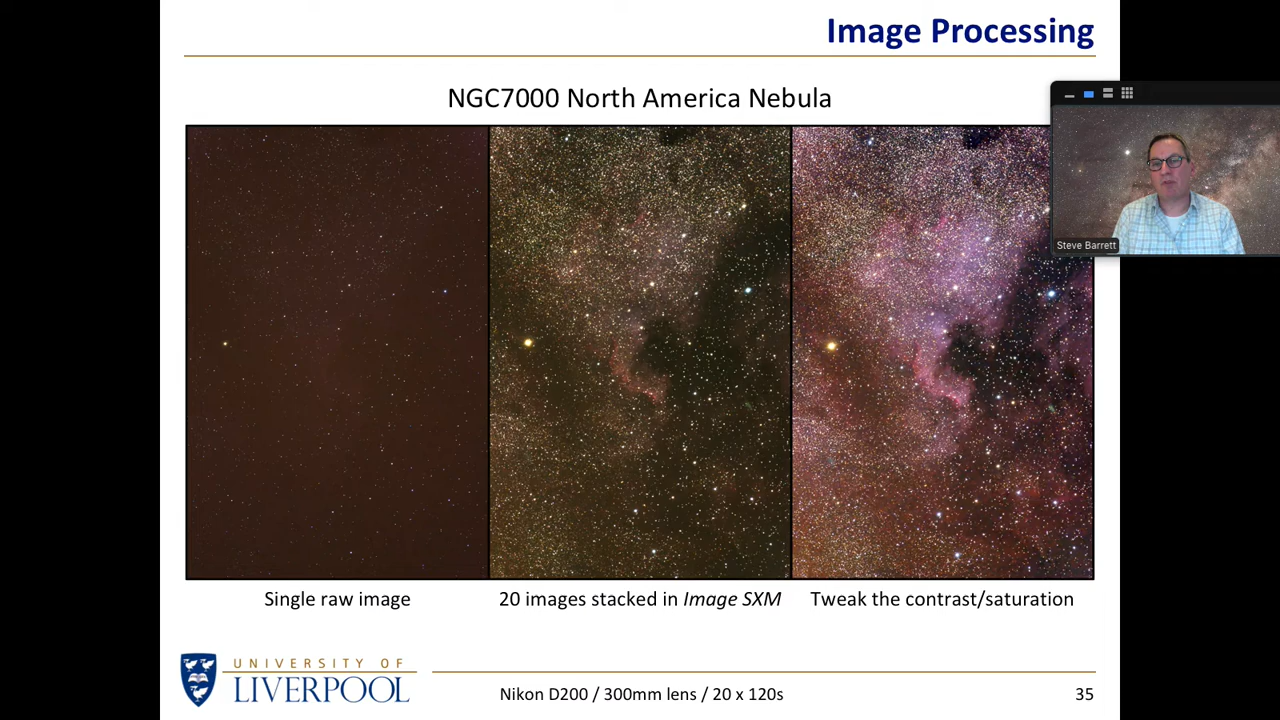 Image Processing
NGC7000 North America Nebula
Steve Barrett
Single raw image
20 images stacked in Image SXM
Tweak the contrast/saturation
UNIVERSITY OF
LIVERPOOL
Nikon D200 / 300mm lens / 20 x 120s
35